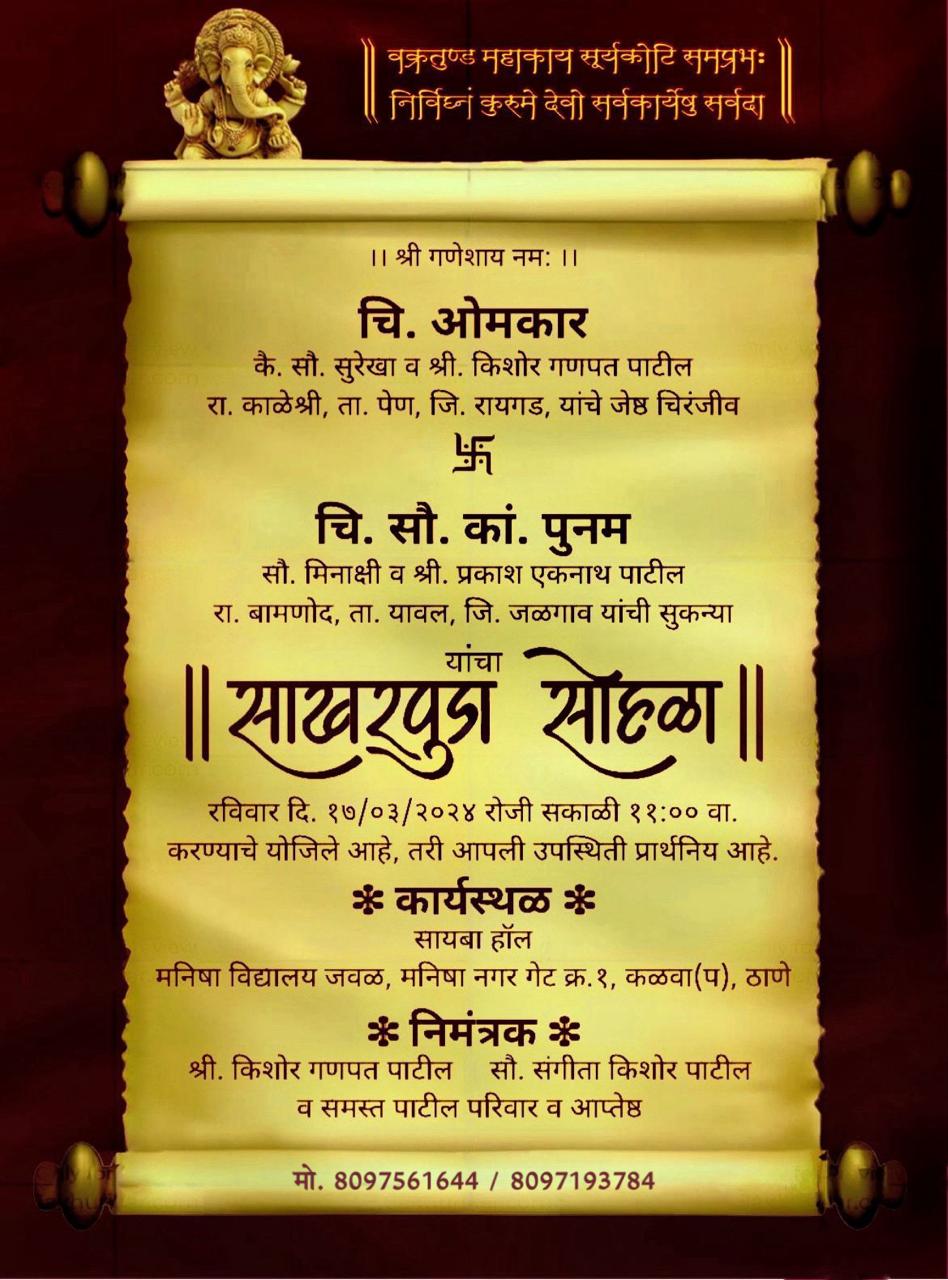 || वक्रतुण्ड महाकाय सूर्यकोटि समप्रभः
निर्विघ्नं कुरुमे देवो सर्वकार्येषु सर्वदा ||
।। श्री गणेशाय नम: ।।
चि. ओमकार
कै. सौ. सुरेखा व श्री. किशोर गणपत पाटील
रा. काळेश्री, ता. पेण, जि. रायगड, यांचे जेष्ठ चिरंजीव
卐
चि. सौ. कां. पुनम
सौ. मिनाक्षी व श्री. प्रकाश एकनाथ पाटील
रा. बामणोद, ता. यावल, जि. जळगाव यांची सुकन्या
यांचा
|| साखरपुडा सोहळा ||
रविवार दि. १७/०३/२०२४ रोजी सकाळी ११:०० वा.
करण्याचे योजिले आहे, तरी आपली उपस्थिती प्रार्थनिय आहे.
✻ कार्यस्थळ ✻
सायबा हॉल
मनिषा विद्यालय जवळ, मनिषा नगर गेट क्र.१, कळवा(प), ठाणे
✻ निमंत्रक ✻
श्री. किशोर गणपत पाटील सौ. संगीता किशोर पाटील
व समस्त पाटील परिवार व आप्तेष्ठ
मो. 8097561644 / 8097193784